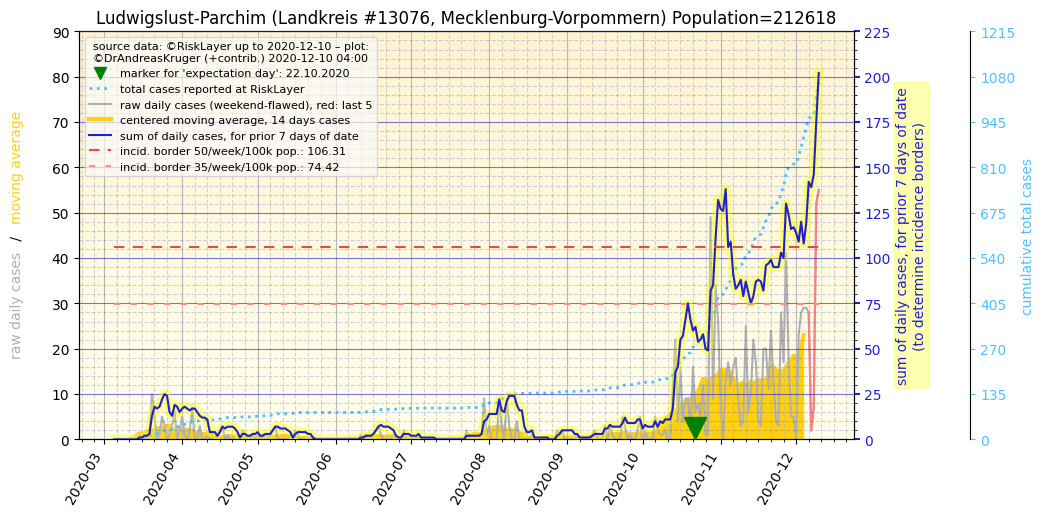 Ludwigslust-Parchim (Landkreis #13076, Mecklenburg-Vorpommern) Population=212618
source data: ©RiskLayer up to 2020-12-10 – plot:
©DrAndreasKruger (+contrib.) 2020-12-10 04:00
marker for 'expectation day': 22.10.2020
total cases reported at RiskLayer
raw daily cases (weekend-flawed), red: last 5
centered moving average, 14 days cases
sum of daily cases, for prior 7 days of date
incid. border 50/week/100k pop.: 106.31
incid. border 35/week/100k pop.: 74.42
raw daily cases / moving average
90
80
70
60
50
40
30
20
10
0
2020-03
2020-04
2020-05
2020-06
2020-07
2020-08
2020-09
2020-10
2020-11
2020-12
225
200
175
150
125
100
75
50
25
0
sum of daily cases, for prior 7 days of date
(to determine incidence borders)
1215
1080
945
810
675
540
405
270
135
0
cumulative total cases